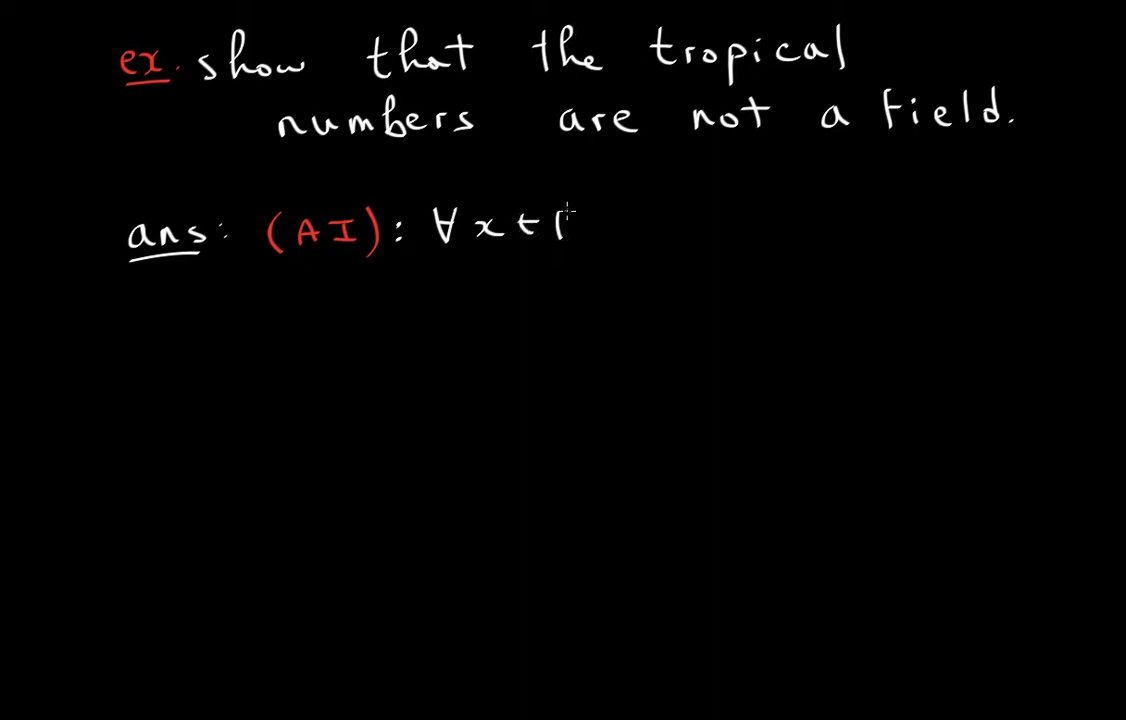 ex. show that the tropical
numbers are not a field.
ans: (AI): ∀ x ∈